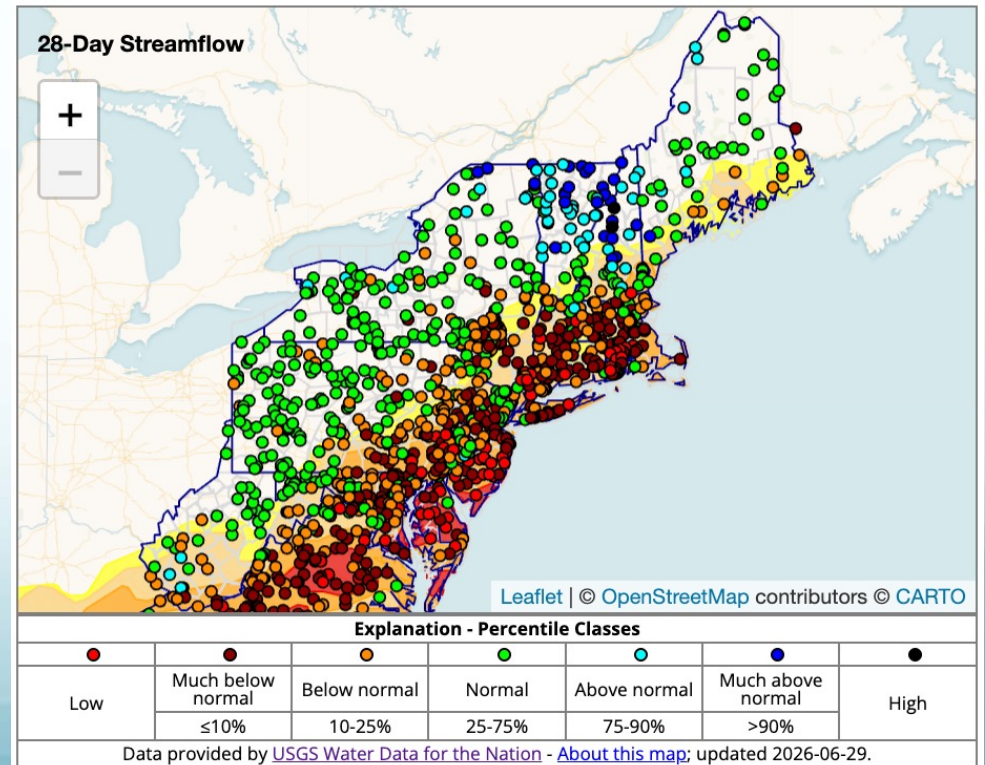 28-Day Streamflow
+
−
Leaflet | © OpenStreetMap contributors © CARTO
Explanation - Percentile Classes
Low
Much below normal
Below normal
Normal
Above normal
Much above normal
High
≤10%
10-25%
25-75%
75-90%
>90%
Data provided by USGS Water Data for the Nation - About this map; updated 2026-06-29.